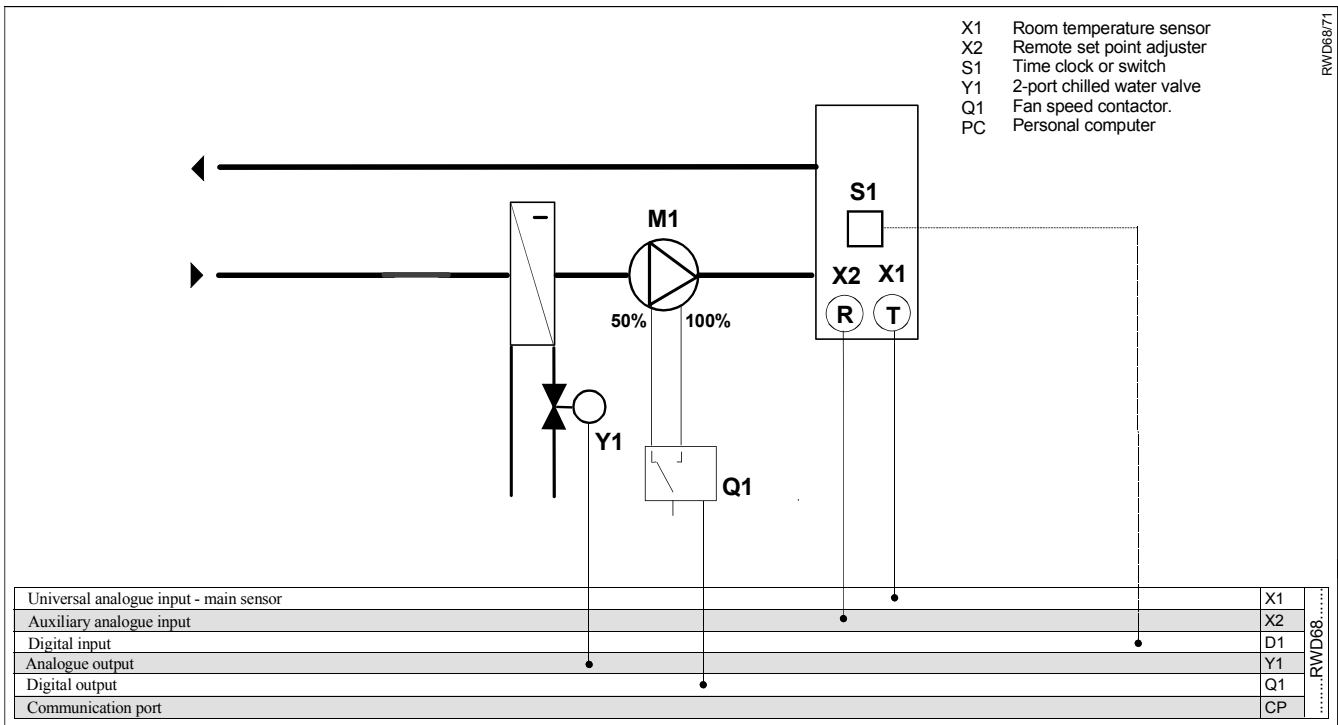 X1 Room temperature sensor
X2 Remote set point adjuster
S1 Time clock or switch
Y1 2-port chilled water valve
Q1 Fan speed contactor.
PC Personal computer
RWD68/71
S1
M1
X2 X1
50% 100%
R T
Y1
Q1
Universal analogue input - main sensor X1
Auxiliary analogue input X2
Digital input D1
Analogue output Y1
Digital output Q1
Communication port CP
.......RWD68.......